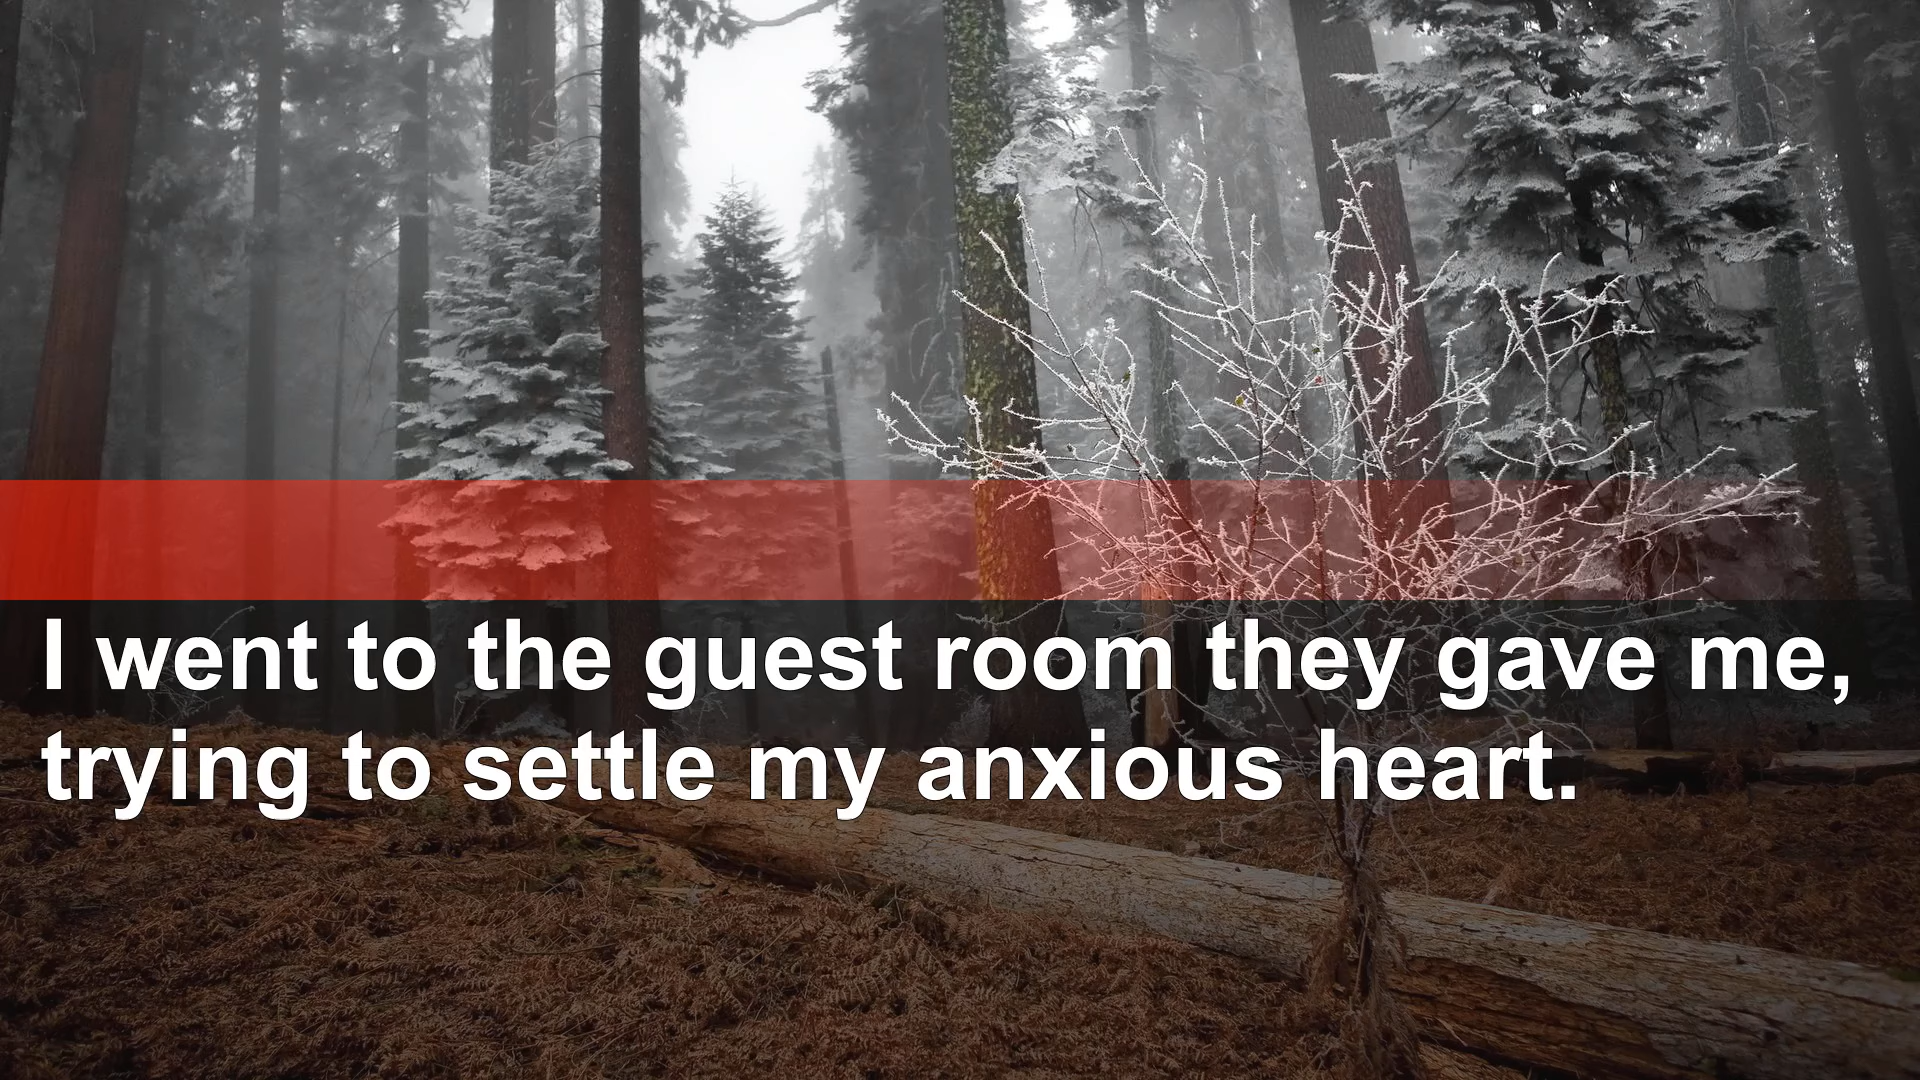 I went to the guest room they gave me,
trying to settle my anxious heart.